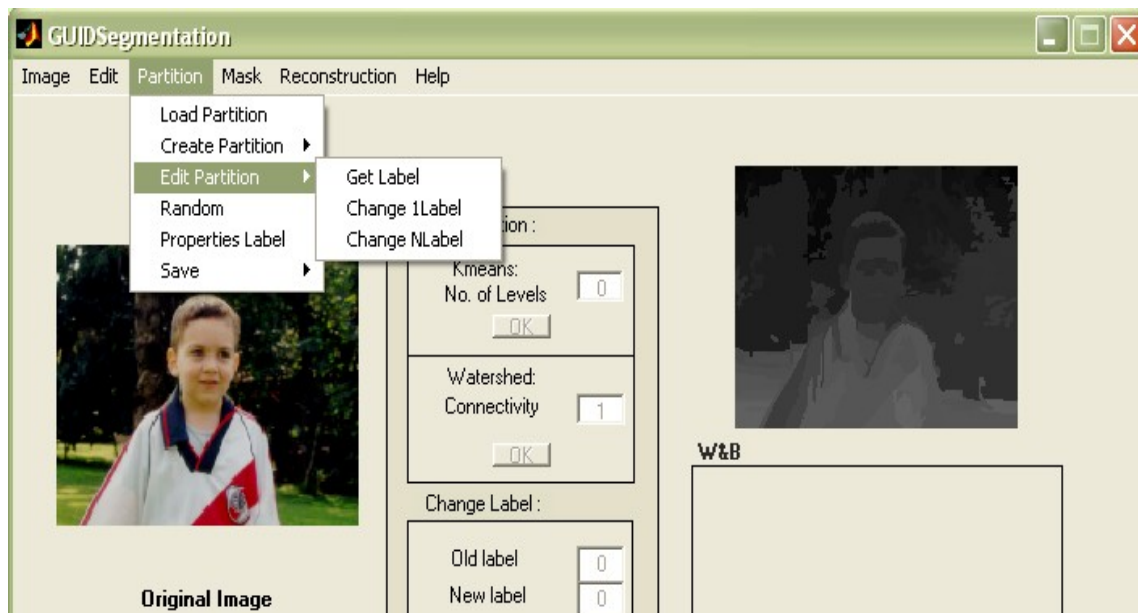 GUIDSegmentation
Image Edit Partition Mask Reconstruction Help
Load Partition
Create Partition
Edit Partition
Random
Properties Label
Save
Get Label
Change 1Label
Change NLabel
Kmeans:
No. of Levels 0
OK
Watershed:
Connectivity 1
OK
Change Label :
Old label 0
New label 0
Original Image
W&B